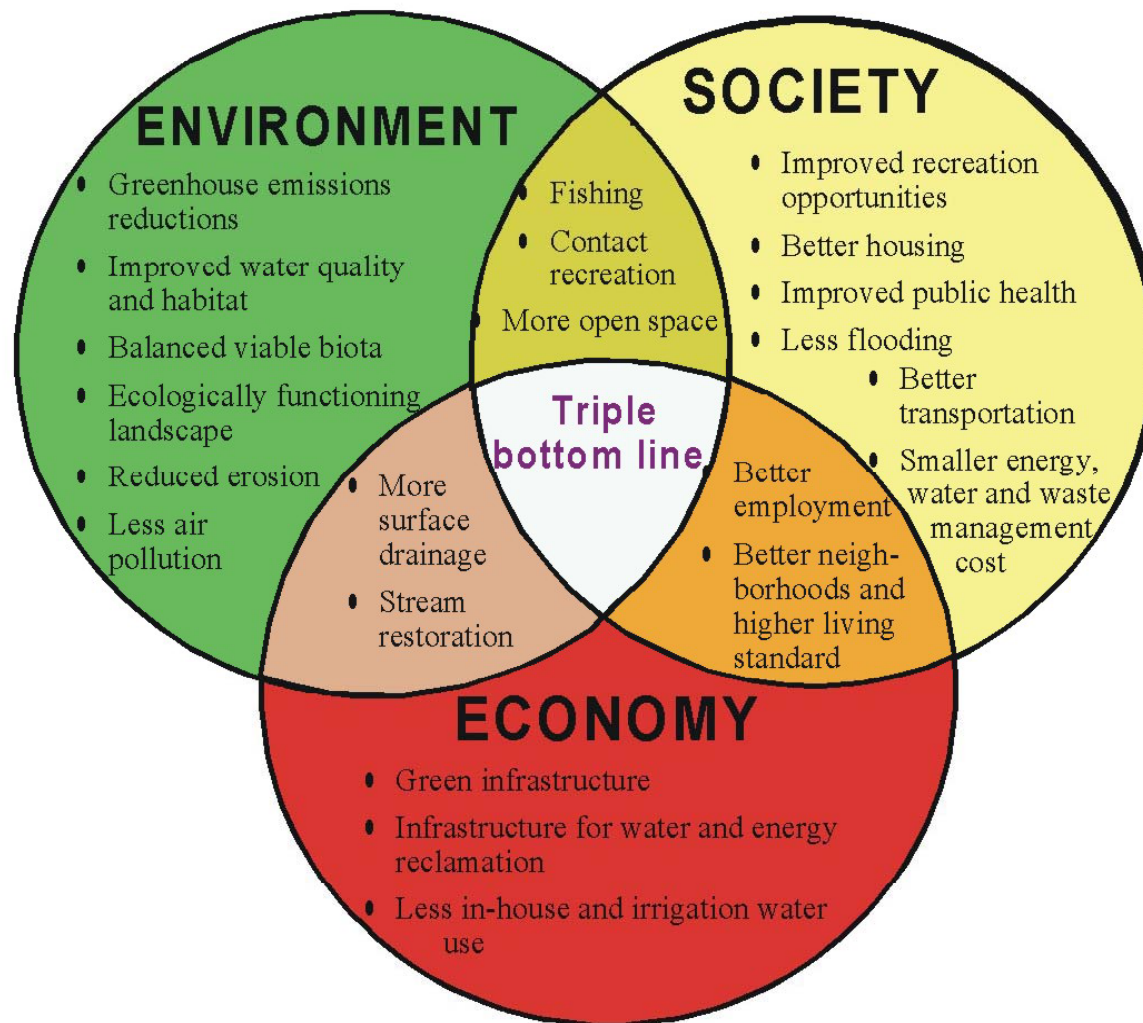 ENVIRONMENT
• Greenhouse emissions
reductions
• Improved water quality
and habitat
• Balanced viable biota
• Ecologically functioning
landscape
• Reduced erosion
• Less air
pollution
SOCIETY
• Improved recreation
opportunities
• Better housing
• Improved public health
• Less flooding
• Better
transportation
• Smaller energy,
water and waste
management
cost
• Fishing
• Contact
recreation
• More open space
Triple
bottom line
• More
surface
drainage
• Stream
restoration
• Better
employment
• Better neigh-
borhoods and
higher living
standard
ECONOMY
• Green infrastructure
• Infrastructure for water and energy
reclamation
• Less in-house and irrigation water
use